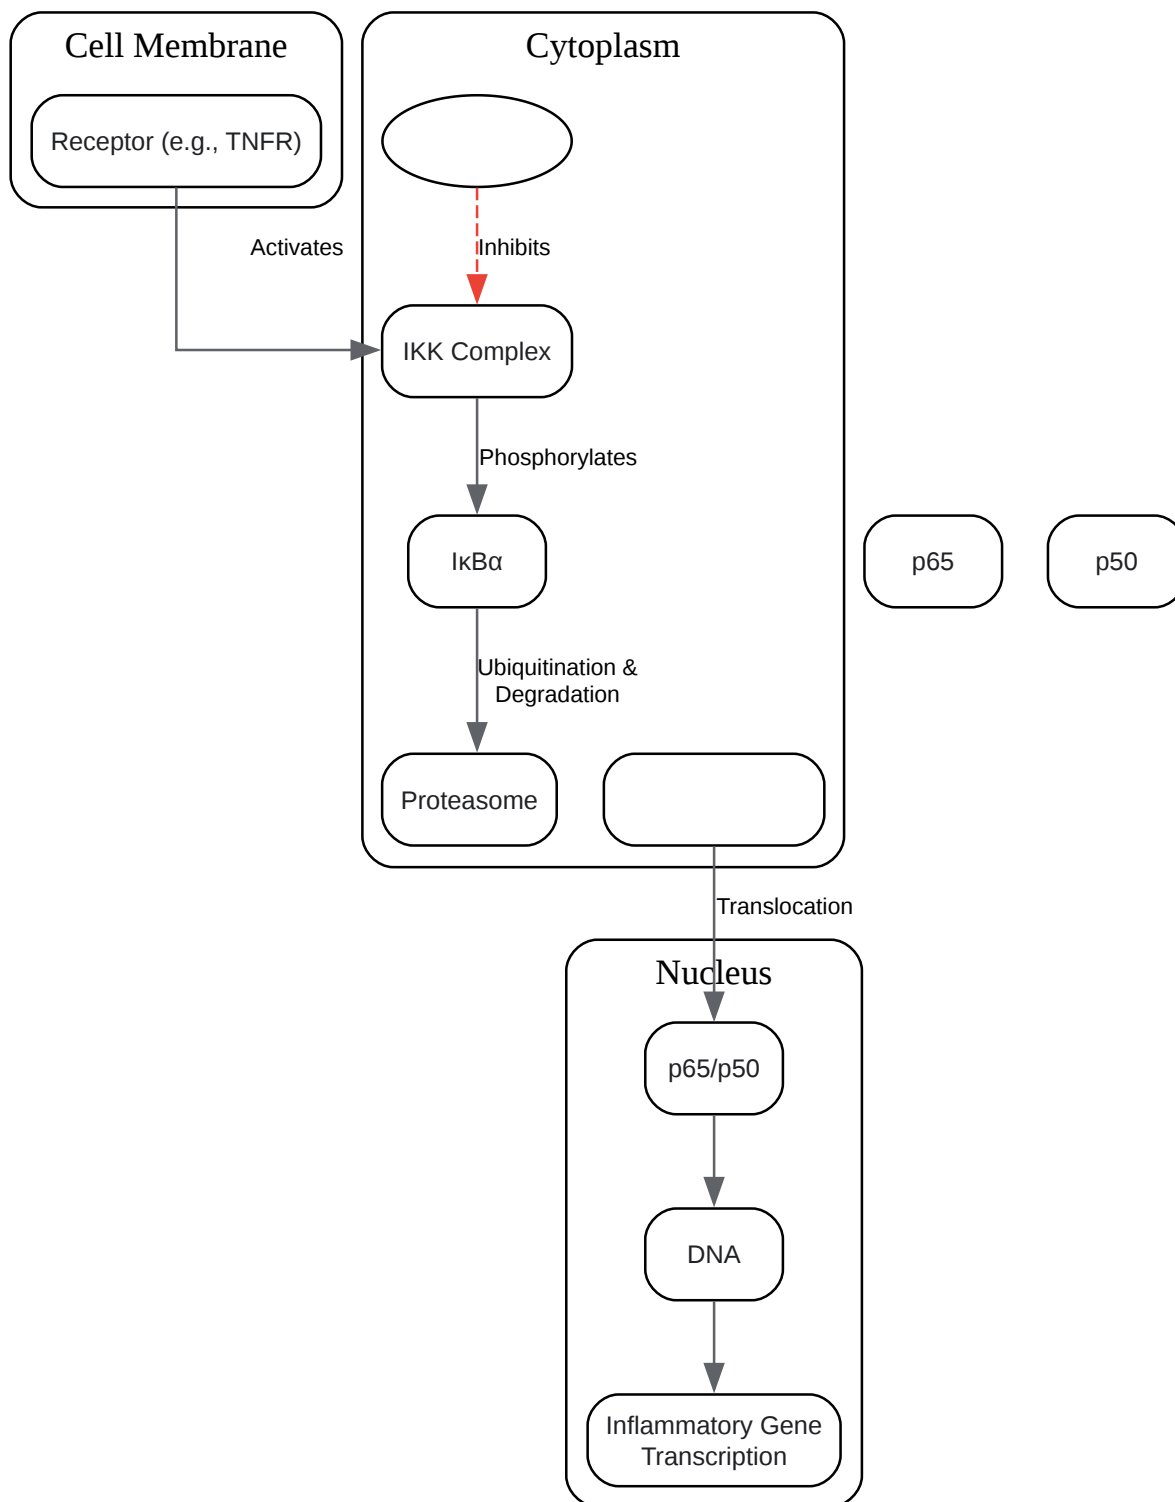 Cell Membrane
Cytoplasm
Receptor (e.g., TNFR)
Activates
Inhibits
IKK Complex
Phosphorylates
IκBα
p65
p50
Ubiquitination &
Degradation
Proteasome
Translocation
Nucleus
p65/p50
DNA
Inflammatory Gene
Transcription